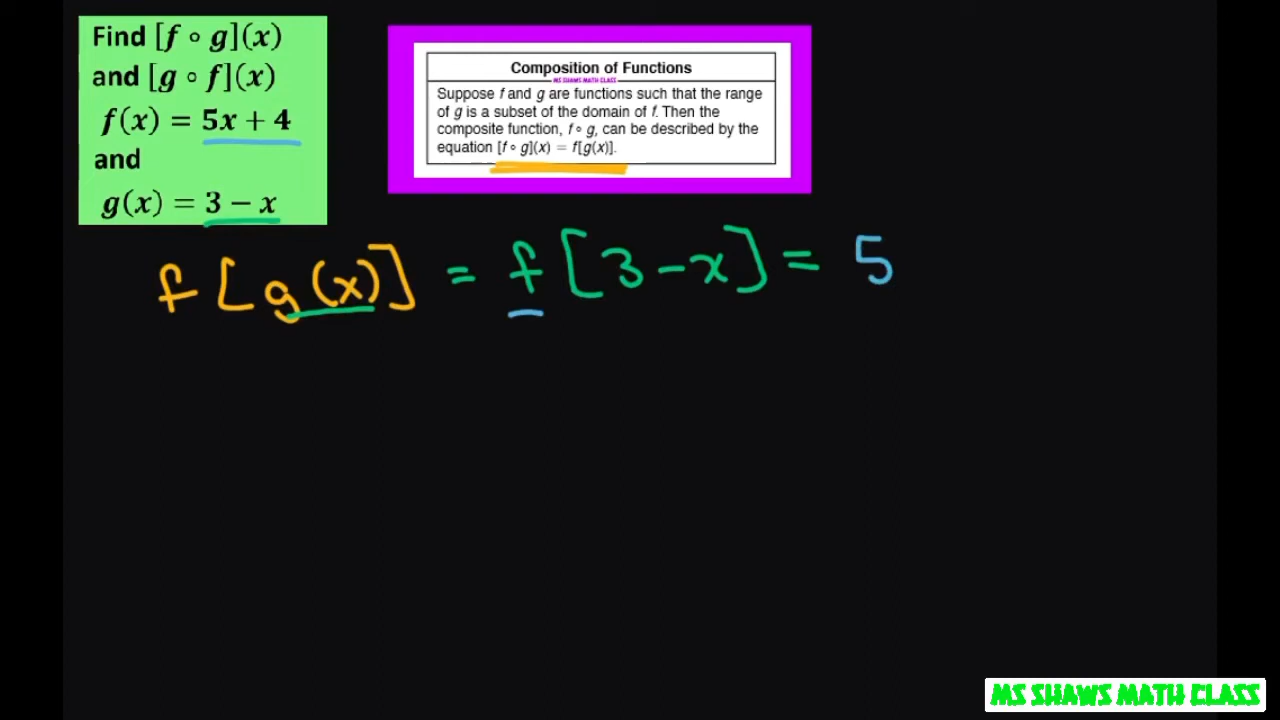 Find [f ∘ g](x)
and [g ∘ f](x)
f(x) = 5x + 4
and
g(x) = 3 − x
Composition of Functions
MS SHAWS MATH CLASS
Suppose f and g are functions such that the range
of g is a subset of the domain of f. Then the
composite function, f ∘ g, can be described by the
equation [f ∘ g](x) = f[g(x)].
f[g(x)] = f[3−x] = 5
MS SHAWS MATH CLASS